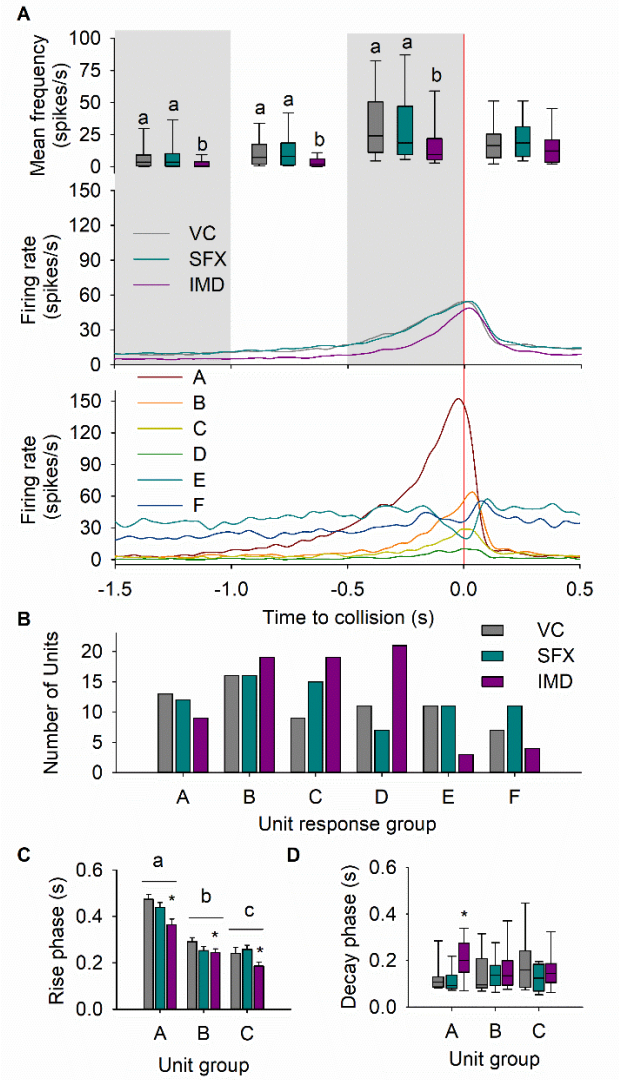 A
Mean frequency
(spikes/s)
100
75
50
25
0
a a b
a a b
a a b
Firing rate
(spikes/s)
150
120
90
60
30
0
VC
SFX
IMD
Firing rate
(spikes/s)
150
120
90
60
30
0
A
B
C
D
E
F
-1.5 -1.0 -0.5 0.0 0.5
Time to collision (s)
B
Number of Units
20
15
10
5
0
VC
SFX
IMD
A B C D E F
Unit response group
C
Rise phase (s)
0.6
0.4
0.2
0.0
a
b
c
* * *
A B C
Unit group
D
Decay phase (s)
0.6
0.4
0.2
0.0
*
A B C
Unit group